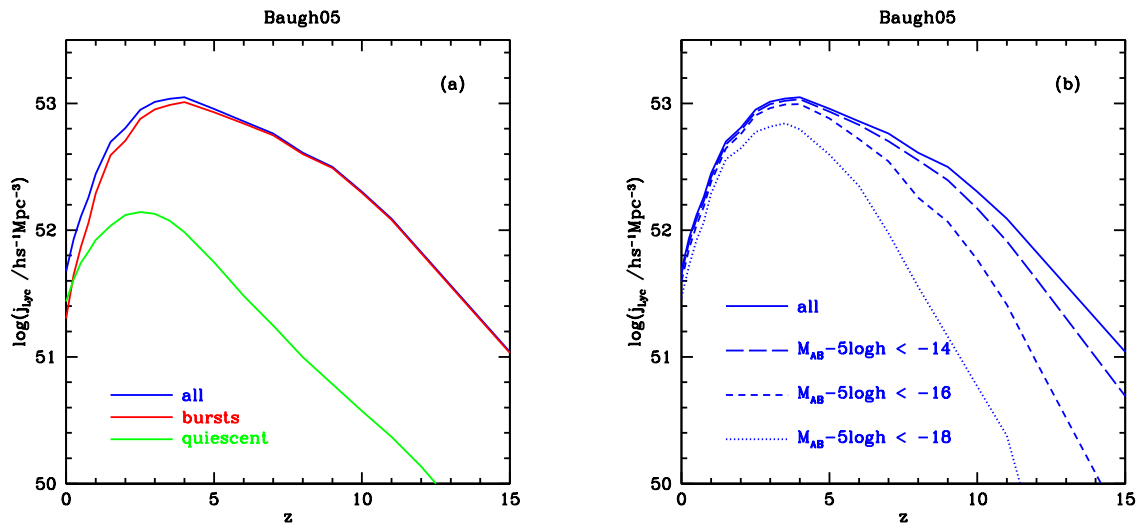 Baugh05
(a)
log(j_Lyc /hs⁻¹Mpc⁻³)
53
52
51
50
all
bursts
quiescent
0 5 10 15
z
Baugh05
(b)
log(j_Lyc /hs⁻¹Mpc⁻³)
53
52
51
50
all
M_AB-5logh < -14
M_AB-5logh < -16
M_AB-5logh < -18
0 5 10 15
z